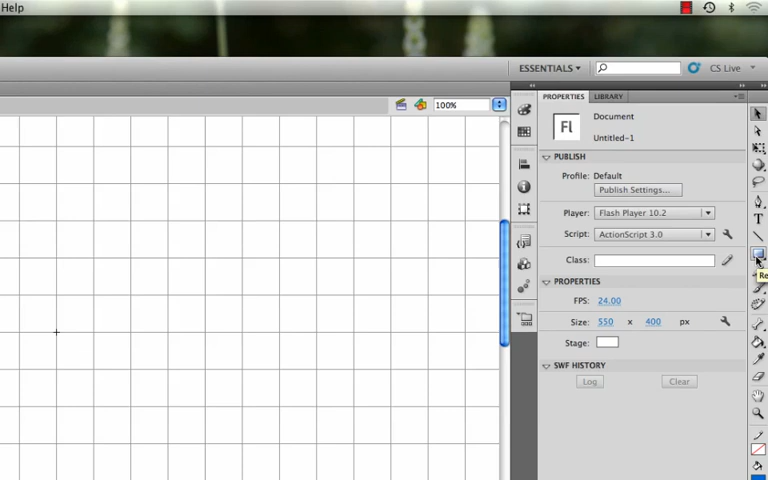 Help
ESSENTIALS
CS Live
100%
PROPERTIES LIBRARY
Fl
Document
Untitled-1
PUBLISH
Profile: Default
Publish Settings...
Player: Flash Player 10.2
Script: ActionScript 3.0
Class:
Re
PROPERTIES
FPS: 24.00
Size: 550 x 400 px
Stage:
SWF HISTORY
Log Clear
T